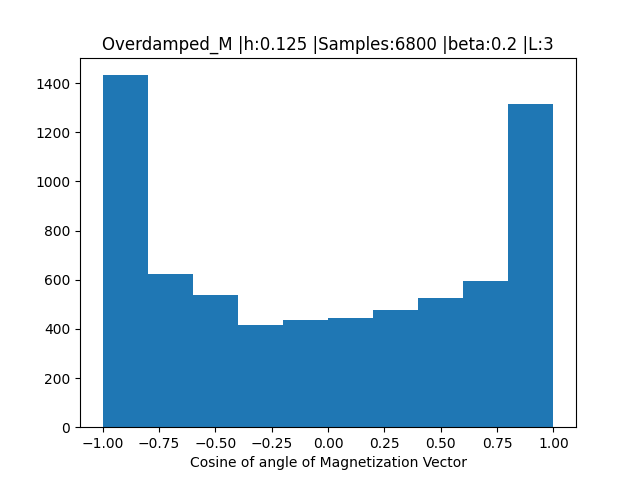 Overdamped_M |h:0.125 |Samples:6800 |beta:0.2 |L:3
1400
1200
1000
800
600
400
200
0
−1.00 −0.75 −0.50 −0.25 0.00 0.25 0.50 0.75 1.00
Cosine of angle of Magnetization Vector